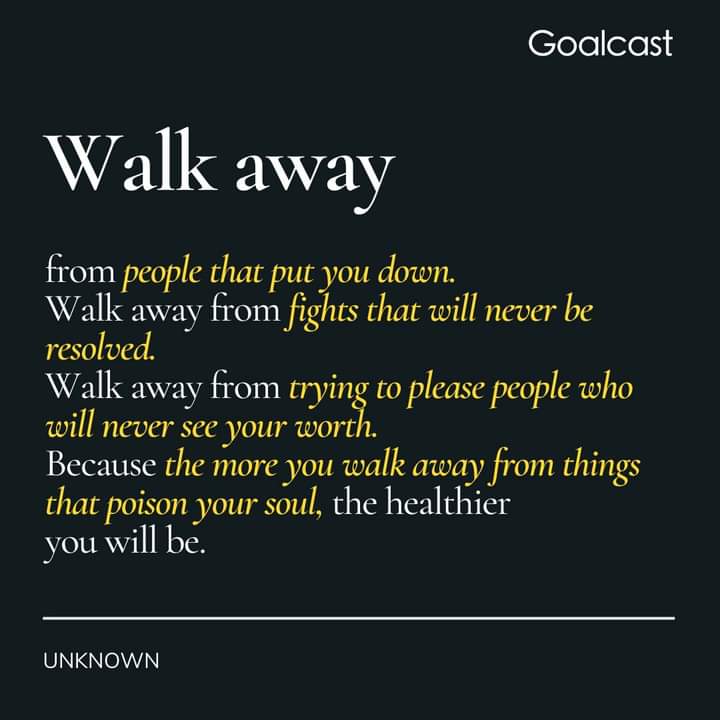 Goalcast
Walk away
from people that put you down.
Walk away from fights that will never be
resolved.
Walk away from trying to please people who
will never see your worth.
Because the more you walk away from things
that poison your soul, the healthier
you will be.
UNKNOWN